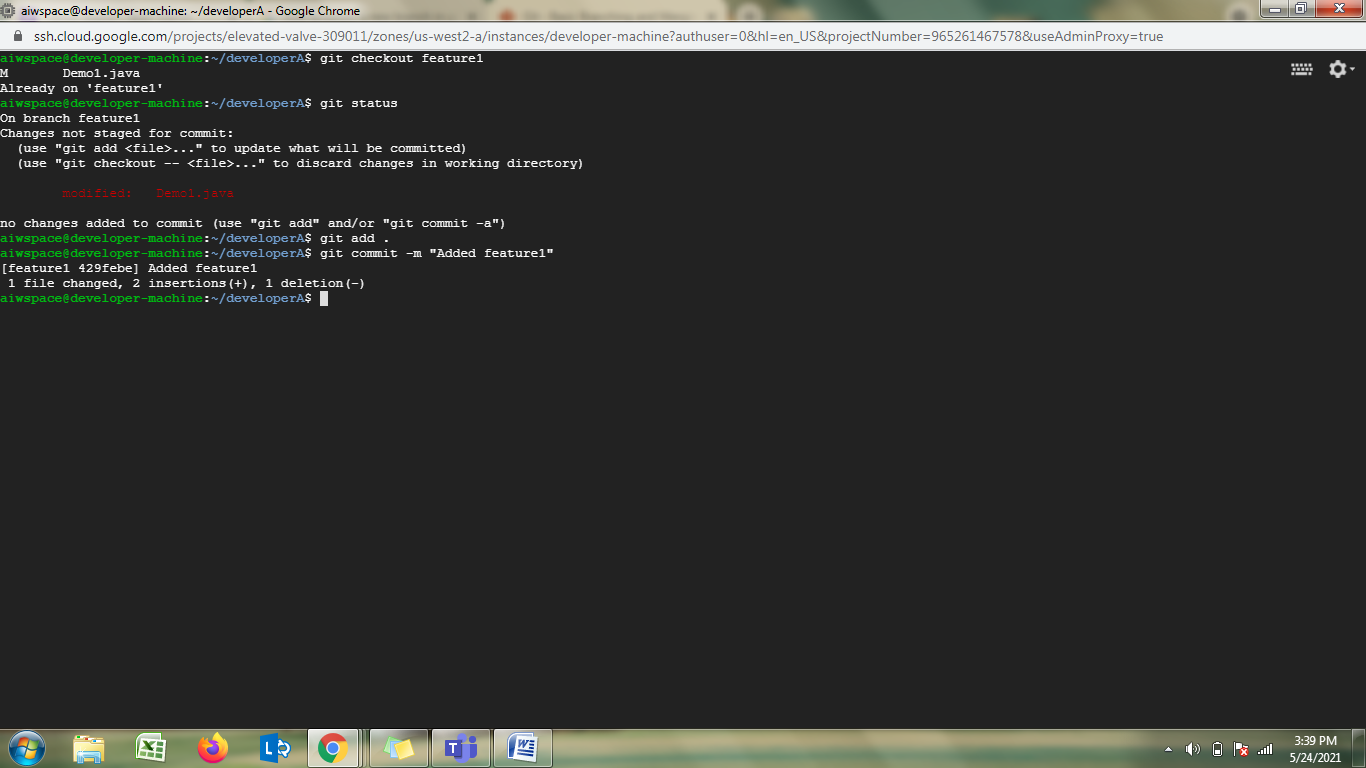 aiwspace@developer-machine: ~/developerA - Google Chrome
ssh.cloud.google.com/projects/elevated-valve-309011/zones/us-west2-a/instances/developer-machine?authuser=0&hl=en_US&projectNumber=965261467578&useAdminProxy=true
aiwspace@developer-machine:~/developerA$ git checkout feature1
M       Demo1.java
Already on 'feature1'
aiwspace@developer-machine:~/developerA$ git status
On branch feature1
Changes not staged for commit:
  (use "git add <file>..." to update what will be committed)
  (use "git checkout -- <file>..." to discard changes in working directory)
        modified:   Demo1.java
no changes added to commit (use "git add" and/or "git commit -a")
aiwspace@developer-machine:~/developerA$ git add .
aiwspace@developer-machine:~/developerA$ git commit -m "Added feature1"
[feature1 429febe] Added feature1
 1 file changed, 2 insertions(+), 1 deletion(-)
aiwspace@developer-machine:~/developerA$
3:39 PM
5/24/2021